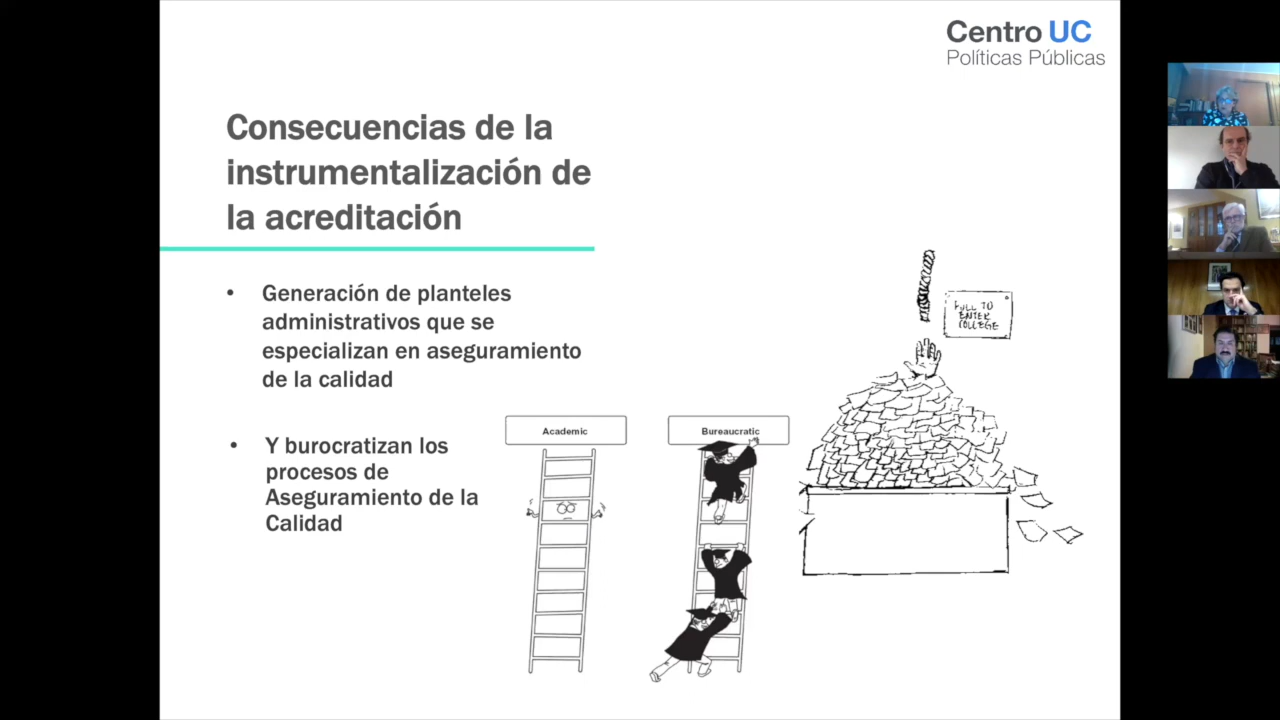 Centro UC
Políticas Públicas
Consecuencias de la
instrumentalización de
la acreditación
• Generación de planteles
administrativos que se
especializan en aseguramiento
de la calidad
• Y burocratizan los
procesos de
Aseguramiento de la
Calidad
Academic
Bureaucratic
PULL TO
ENTER
COLLEGE